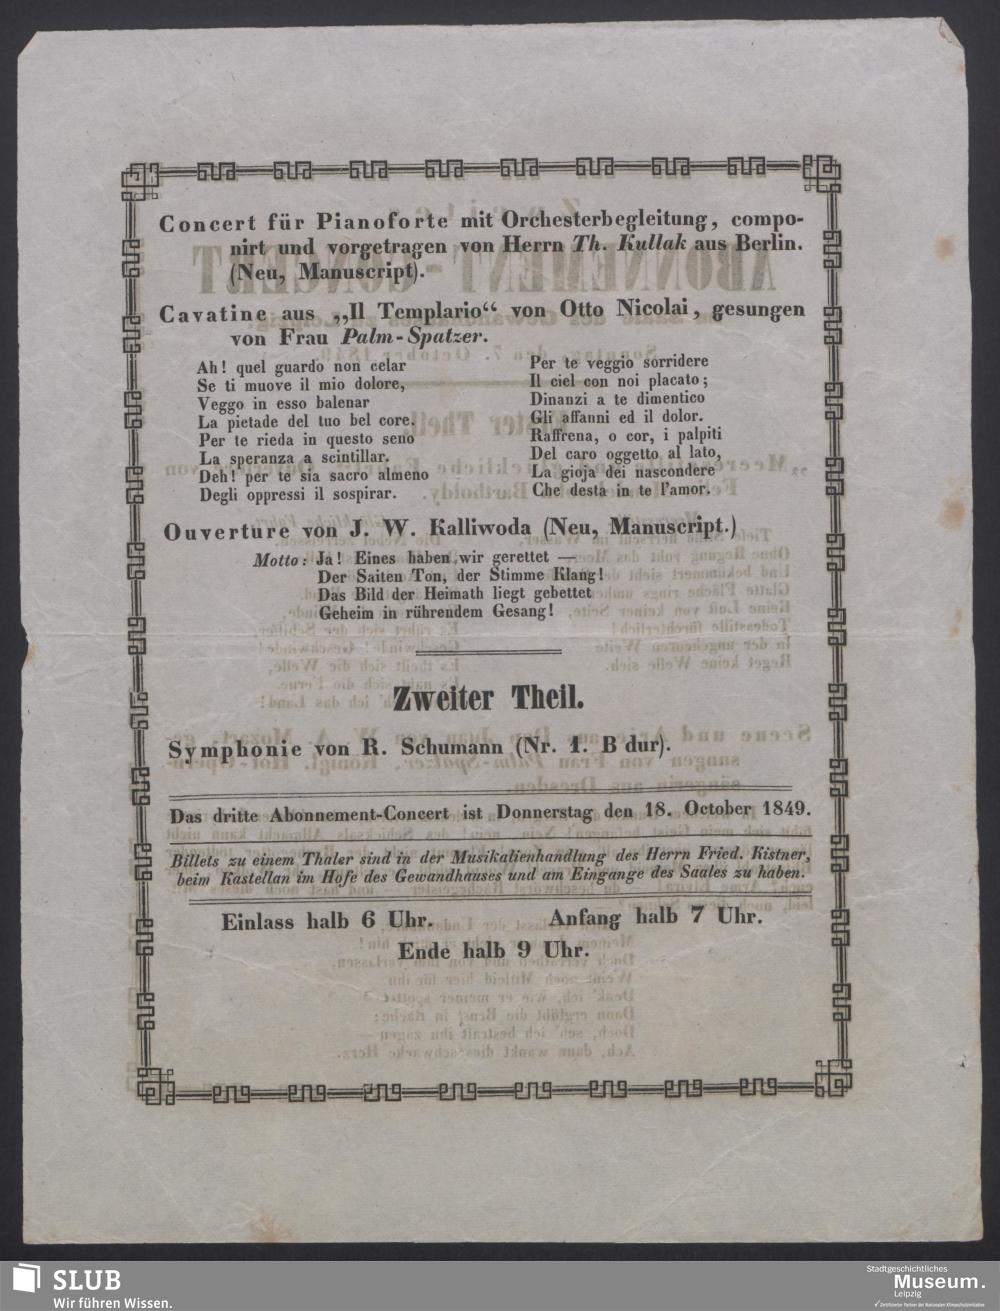 Concert für Pianoforte mit Orchesterbegleitung, compo-
nirt und vorgetragen von Herrn Th. Kullak aus Berlin.
(Neu, Manuscript).
Cavatine aus „Il Templario“ von Otto Nicolai, gesungen
von Frau Palm-Spatzer.
Ah! quel guardo non celar
Se ti muove il mio dolore,
Veggo in esso balenar
La pietade del tuo bel core.
Per te rieda in questo seno
La speranza a scintillar.
Deh! per te sia sacro almeno
Degli oppressi il sospirar.
Per te veggio sorridere
Il ciel con noi placato;
Dinanzi a te dimentico
Gli affanni ed il dolor.
Raffrena, o cor, i palpiti
Del caro oggetto al lato,
La gioja dei nascondere
Che desta in te l'amor.
Ouverture von J. W. Kalliwoda (Neu, Manuscript.)
Motto: Ja! Eines haben wir gerettet —
Der Saiten Ton, der Stimme Klang!
Das Bild der Heimath liegt gebettet
Geheim in rührendem Gesang!
Zweiter Theil.
Symphonie von R. Schumann (Nr. 1. B dur).
Das dritte Abonnement-Concert ist Donnerstag den 18. October 1849.
Billets zu einem Thaler sind in der Musikalienhandlung des Herrn Fried. Kistner,
beim Kastellan im Hofe des Gewandhauses und am Eingange des Saales zu haben.
Einlass halb 6 Uhr. Anfang halb 7 Uhr.
Ende halb 9 Uhr.
SLUB
Wir führen Wissen.
Stadtgeschichtliches
Museum.
Leipzig
Zertifizierter Partner der Nationalen Klimaschutzinitiative